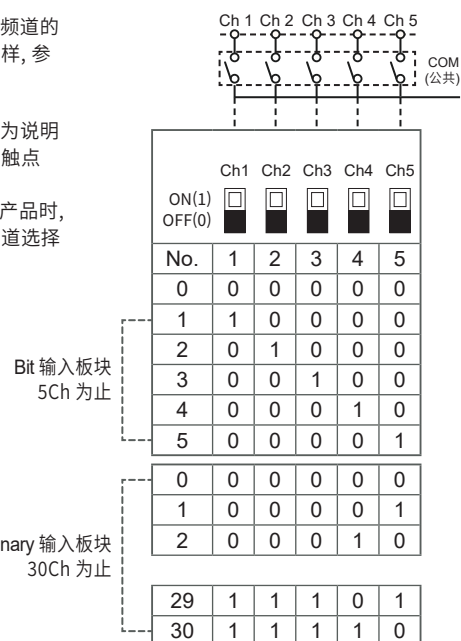 频道的
样, 参
为说明
触点
产品时,
道选择
Ch 1 Ch 2 Ch 3 Ch 4 Ch 5
COM
(公共)
Ch1 Ch2 Ch3 Ch4 Ch5
ON(1)
OFF(0)
No. 1 2 3 4 5
0 0 0 0 0 0
1 1 0 0 0 0
2 0 1 0 0 0
3 0 0 1 0 0
4 0 0 0 1 0
5 0 0 0 0 1
Bit 输入板块
5Ch 为止
0 0 0 0 0 0
1 0 0 0 0 1
2 0 0 0 1 0
nary 输入板块
30Ch 为止
29 1 1 1 0 1
30 1 1 1 1 0